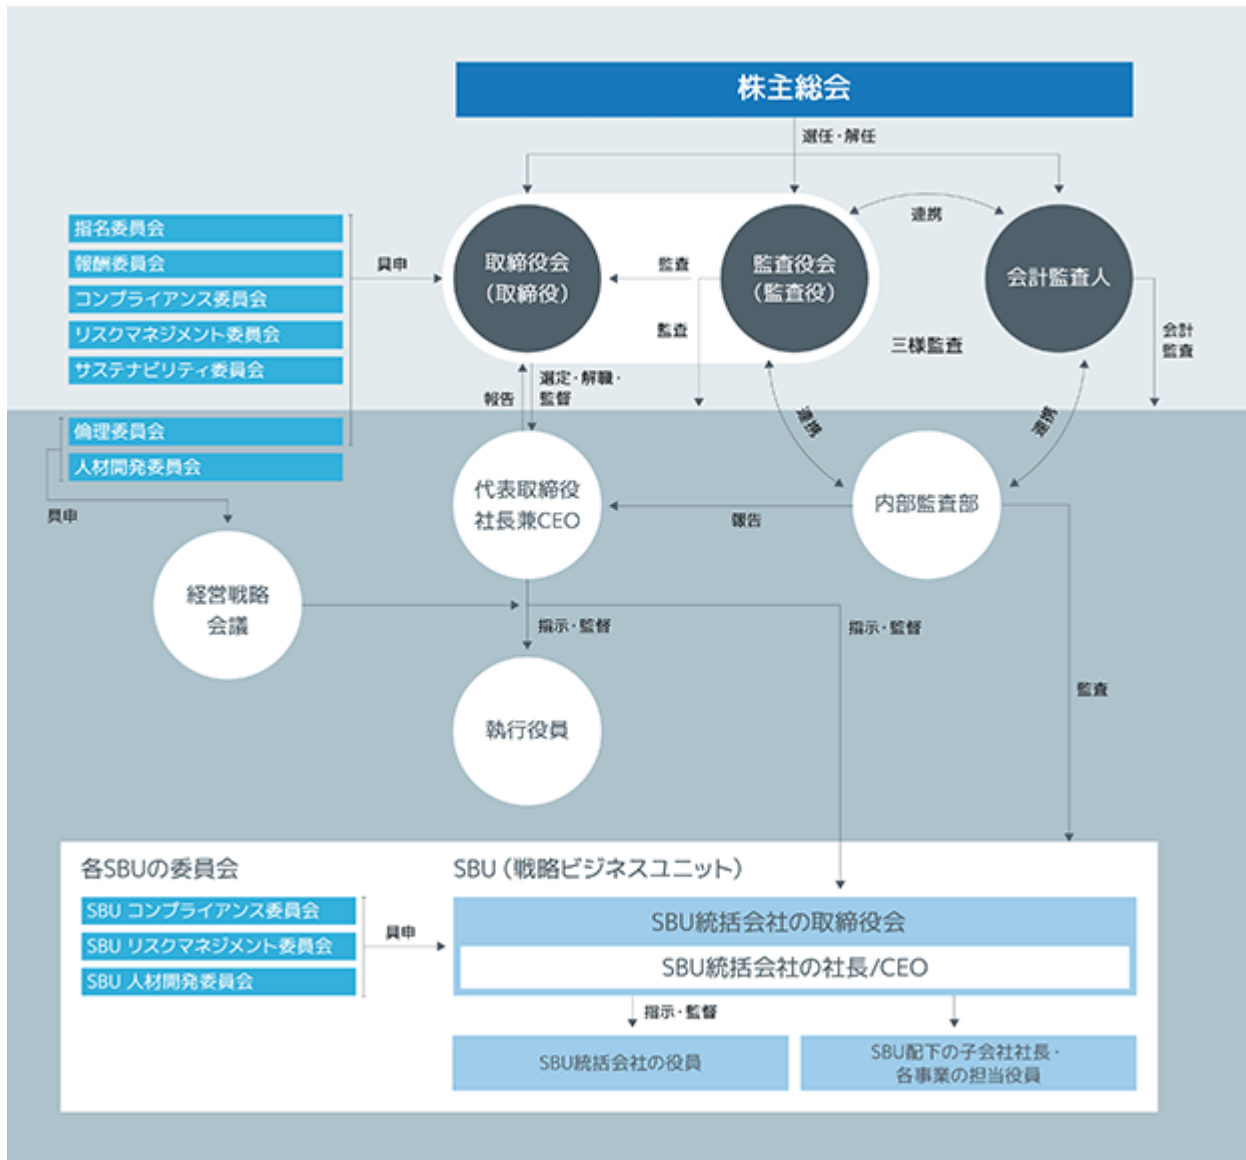 株主総会
選任・解任
連携
指名委員会
報酬委員会
コンプライアンス委員会
リスクマネジメント委員会
サステナビリティ委員会
具申
取締役会
(取締役)
監査
監査役会
(監査役)
会計監査人
監査
三様監査
会計
監査
選定・解職・
監督
報告
連携
連携
倫理委員会
人材開発委員会
具申
代表取締役
社長兼CEO
報告
内部監査部
経営戦略
会議
指示・監督
指示・監督
監査
執行役員
各SBUの委員会
SBU コンプライアンス委員会
SBU リスクマネジメント委員会
SBU 人材開発委員会
具申
SBU(戦略ビジネスユニット)
SBU統括会社の取締役会
SBU統括会社の社長/CEO
指示・監督
SBU統括会社の役員
SBU配下の子会社社長・
各事業の担当役員